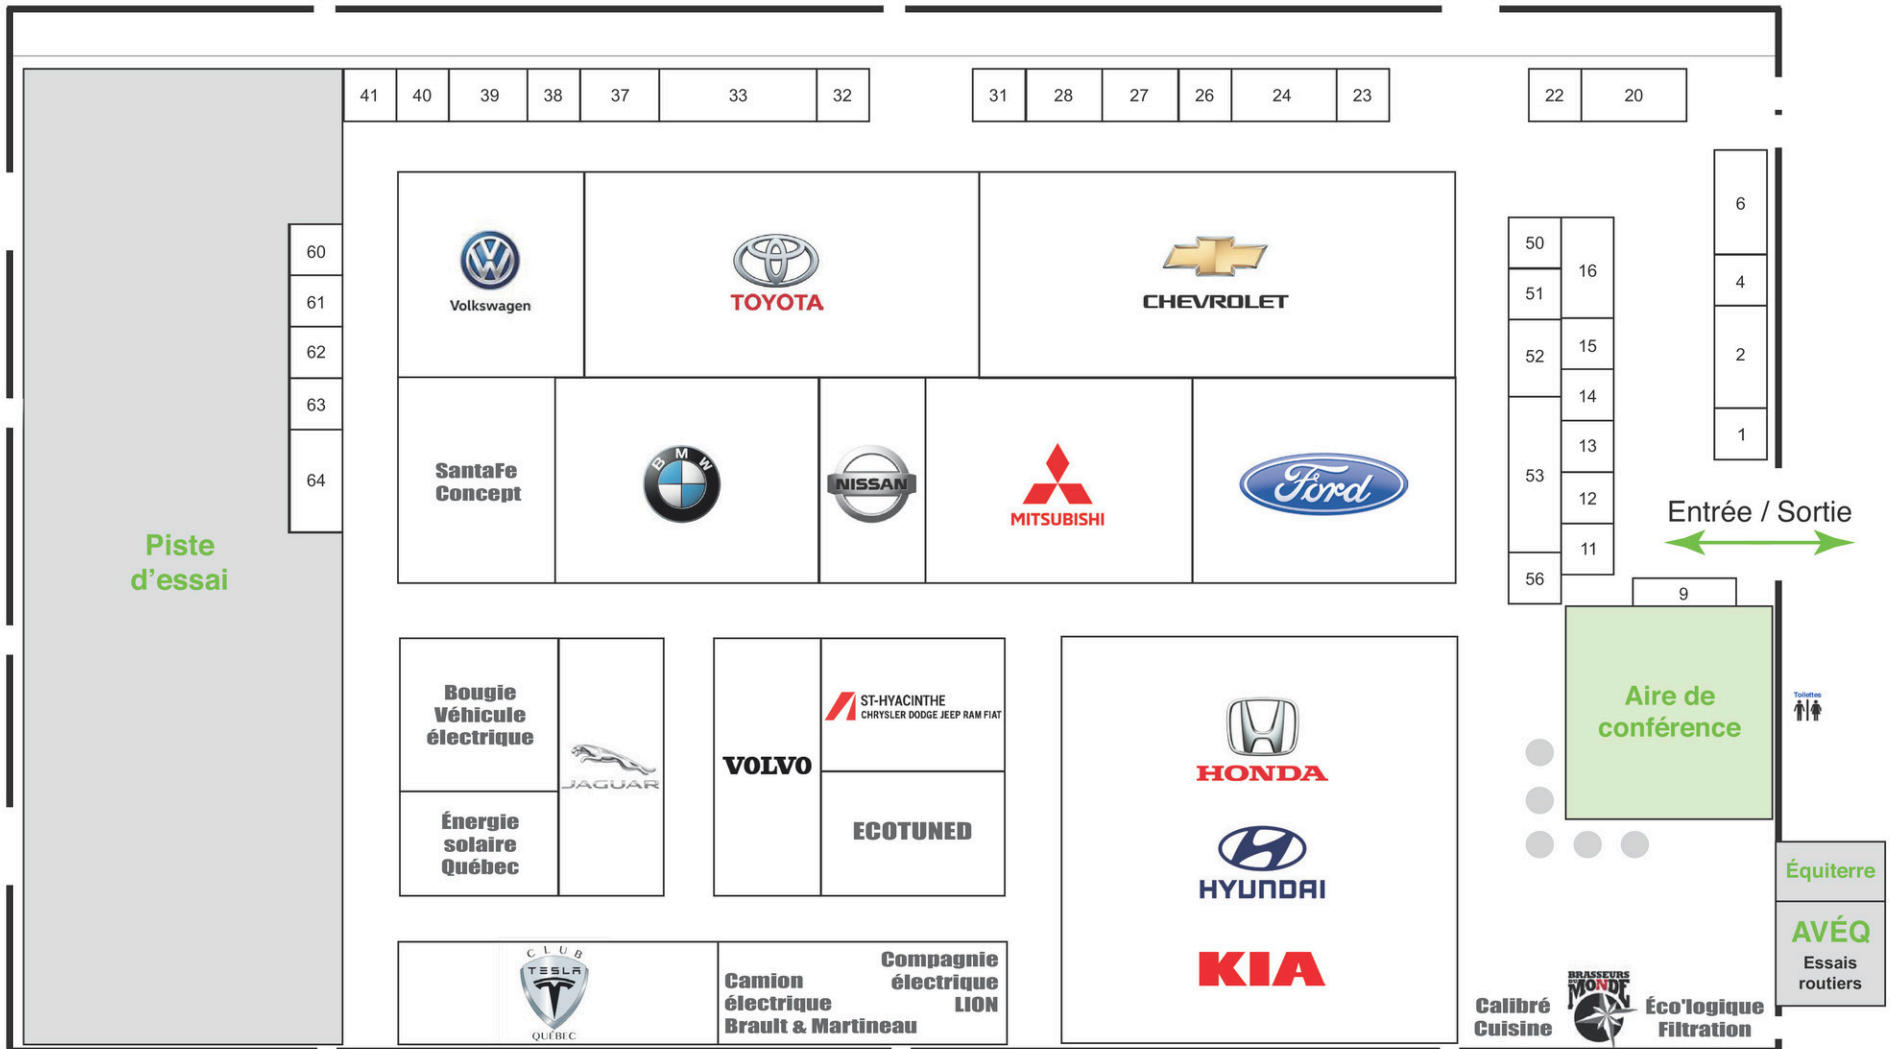 41 40 39 38 37 33 32 31 28 27 26 24 23 22 20
6
4
2
1
50
51
52
53
56
16
15
14
13
12
11
9
60
61
62
63
64
Piste
d'essai
Volkswagen
TOYOTA
CHEVROLET
SantaFe
Concept
BMW
NISSAN
MITSUBISHI
Ford
Entrée / Sortie
Bougie
Véhicule
électrique
Énergie
solaire
Québec
JAGUAR
VOLVO
ST-HYACINTHE
CHRYSLER DODGE JEEP RAM FIAT
ECOTUNED
HONDA
HYUNDAI
KIA
Aire de
conférence
Toilettes
Équiterre
AVÉQ
Essais
routiers
CLUB
TESLA
QUÉBEC
Camion
électrique
Brault & Martineau
Compagnie
électrique
LION
Calibré
Cuisine
BRASSEURS
DU MONDE
Éco'logique
Filtration